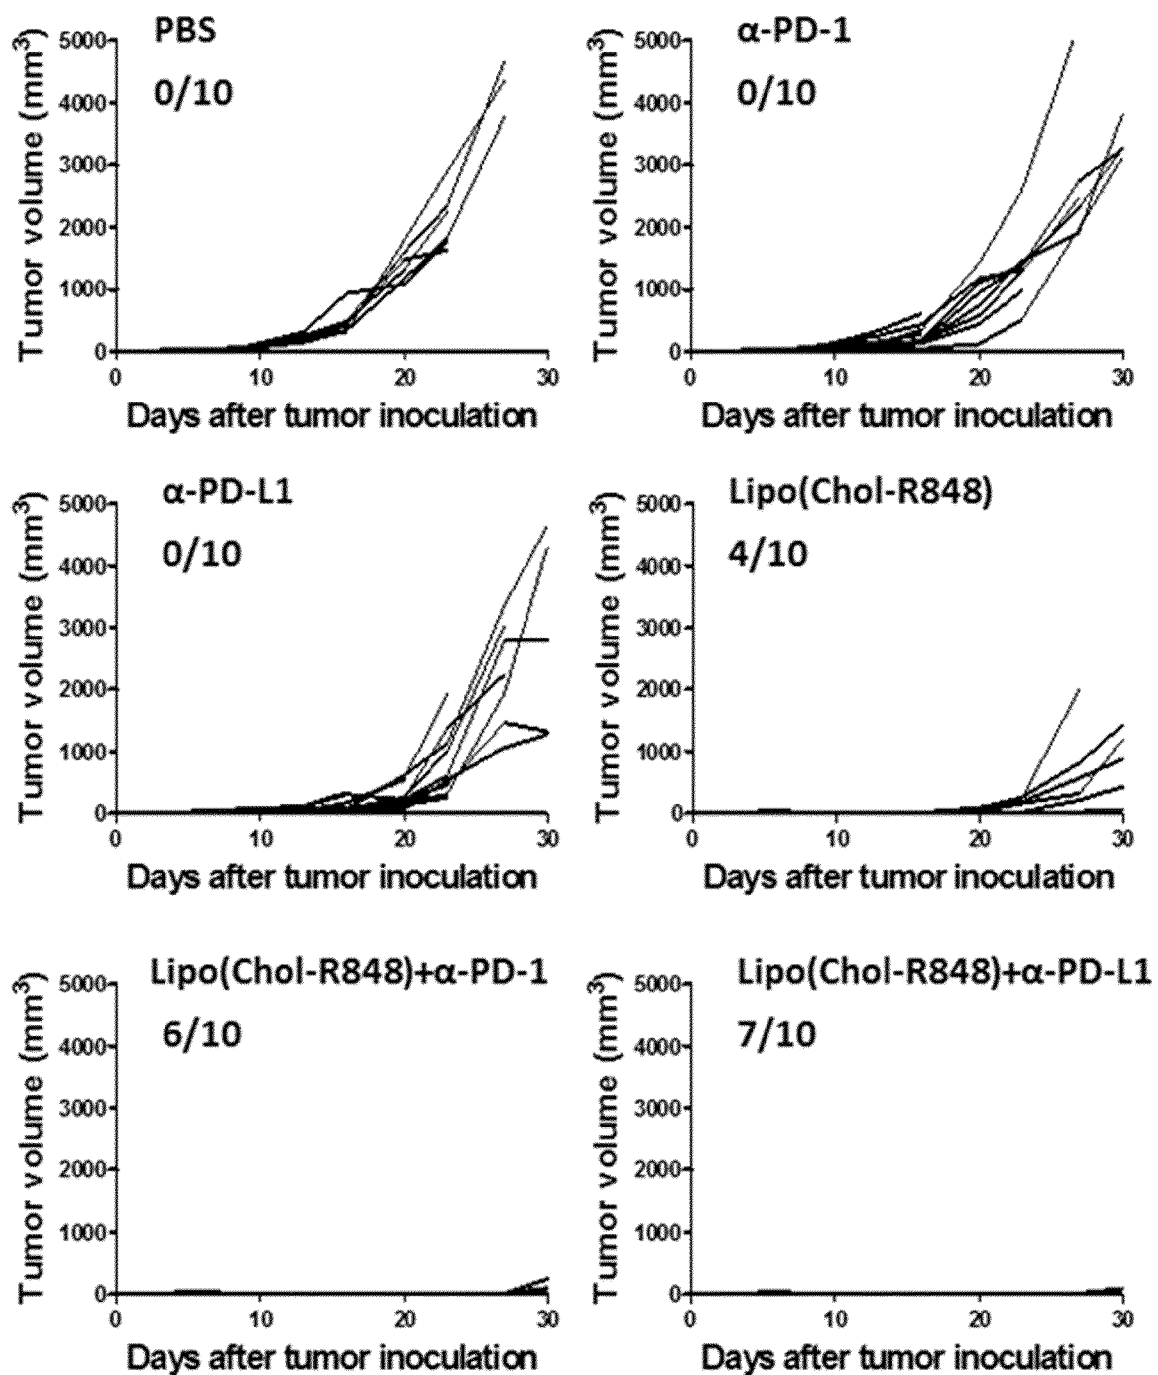 PBS
0/10
Tumor volume (mm³)
5000
4000
3000
2000
1000
0
0 10 20 30
Days after tumor inoculation
α-PD-1
0/10
Tumor volume (mm³)
5000
4000
3000
2000
1000
0
0 10 20 30
Days after tumor inoculation
α-PD-L1
0/10
Tumor volume (mm³)
5000
4000
3000
2000
1000
0
0 10 20 30
Days after tumor inoculation
Lipo(Chol-R848)
4/10
Tumor volume (mm³)
5000
4000
3000
2000
1000
0
0 10 20 30
Days after tumor inoculation
Lipo(Chol-R848)+α-PD-1
6/10
Tumor volume (mm³)
5000
4000
3000
2000
1000
0
0 10 20 30
Days after tumor inoculation
Lipo(Chol-R848)+α-PD-L1
7/10
Tumor volume (mm³)
5000
4000
3000
2000
1000
0
0 10 20 30
Days after tumor inoculation